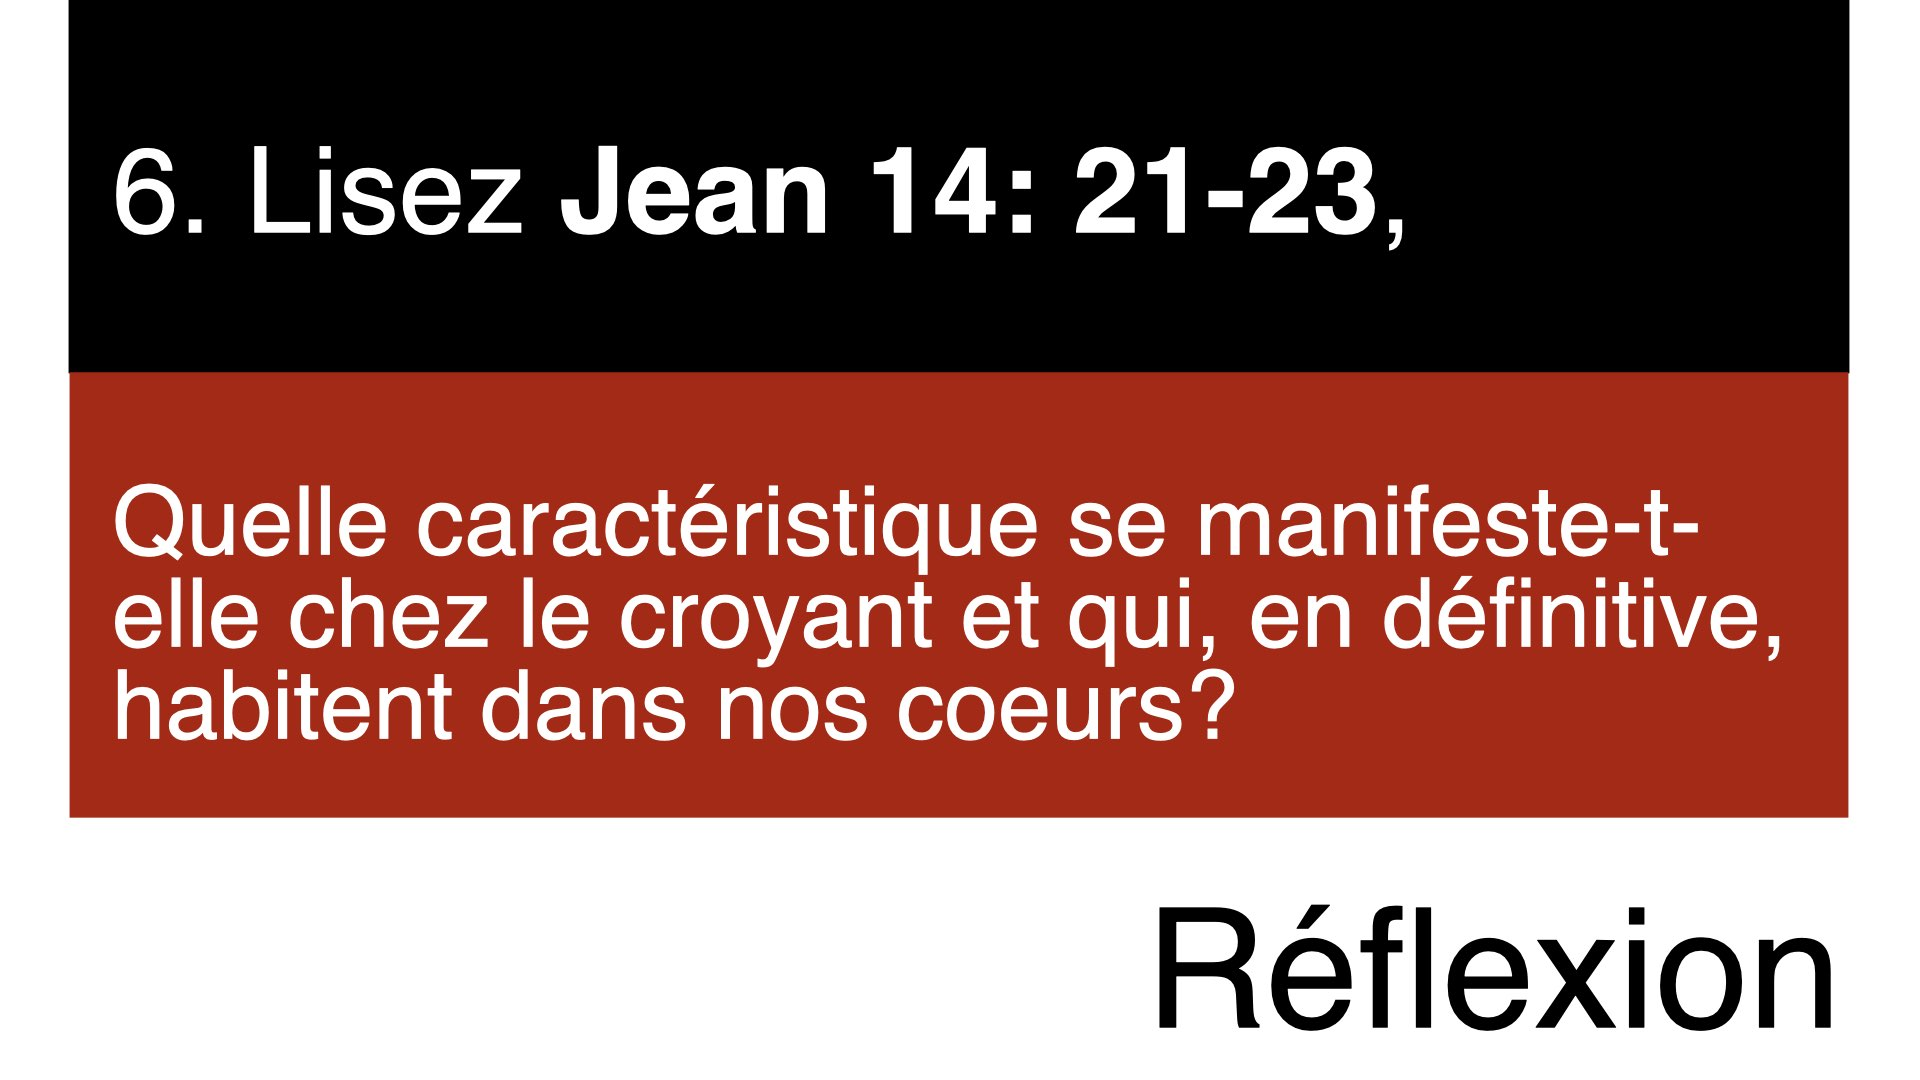 6. Lisez Jean 14: 21-23,
Quelle caractéristique se manifeste-t-
elle chez le croyant et qui, en définitive,
habitent dans nos coeurs?
Réflexion